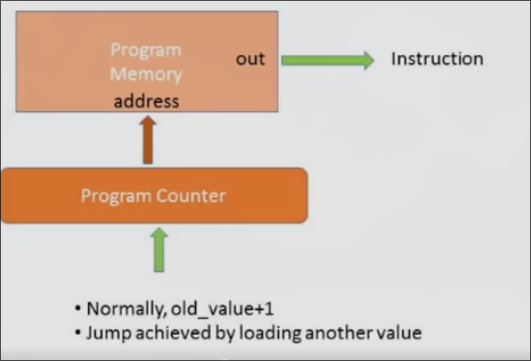 Program
Memory
out
Instruction
address
Program Counter
• Normally, old_value+1
• Jump achieved by loading another value